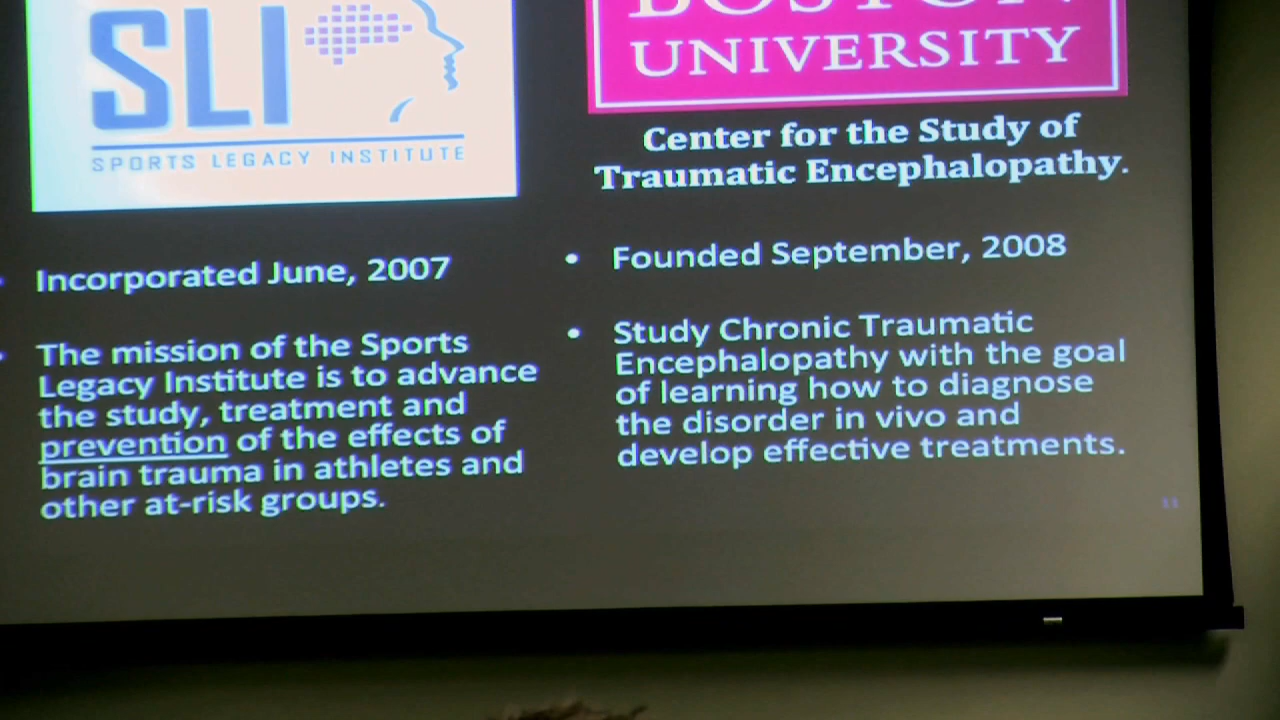 SLI
SPORTS LEGACY INSTITUTE
Incorporated June, 2007
The mission of the Sports
Legacy Institute is to advance
the study, treatment and
prevention of the effects of
brain trauma in athletes and
other at-risk groups.
BOSTON
UNIVERSITY
Center for the Study of
Traumatic Encephalopathy.
• Founded September, 2008
• Study Chronic Traumatic
Encephalopathy with the goal
of learning how to diagnose
the disorder in vivo and
develop effective treatments.
11